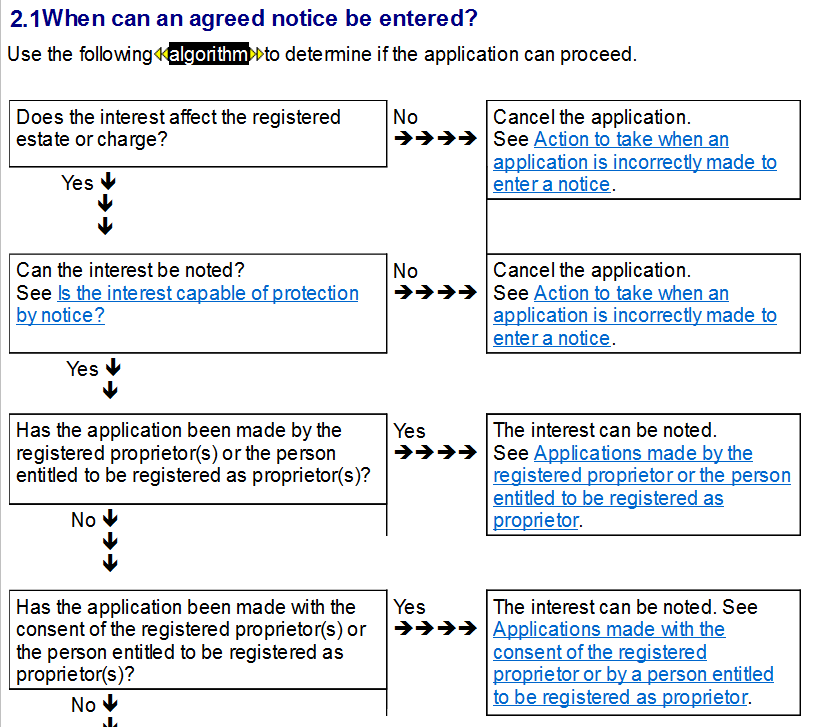 2.1When can an agreed notice be entered?
Use the following algorithm to determine if the application can proceed.
Does the interest affect the registered
estate or charge?
No
Cancel the application.
See Action to take when an
application is incorrectly made to
enter a notice.
Yes
Can the interest be noted?
See Is the interest capable of protection
by notice?
No
Cancel the application.
See Action to take when an
application is incorrectly made to
enter a notice.
Yes
Has the application been made by the
registered proprietor(s) or the person
entitled to be registered as proprietor(s)?
Yes
The interest can be noted.
See Applications made by the
registered proprietor or the person
entitled to be registered as
proprietor.
No
Has the application been made with the
consent of the registered proprietor(s) or
the person entitled to be registered as
proprietor(s)?
Yes
The interest can be noted. See
Applications made with the
consent of the registered
proprietor or by a person entitled
to be registered as proprietor.
No